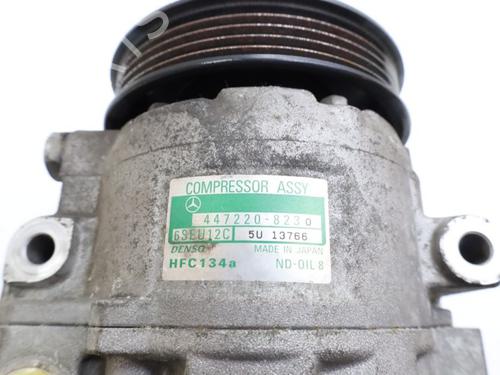 COMPRESSOR ASSY
447220-8230
6SEU12C 5U 13766
DENSO MADE IN JAPAN
HFC134a ND-OIL 8